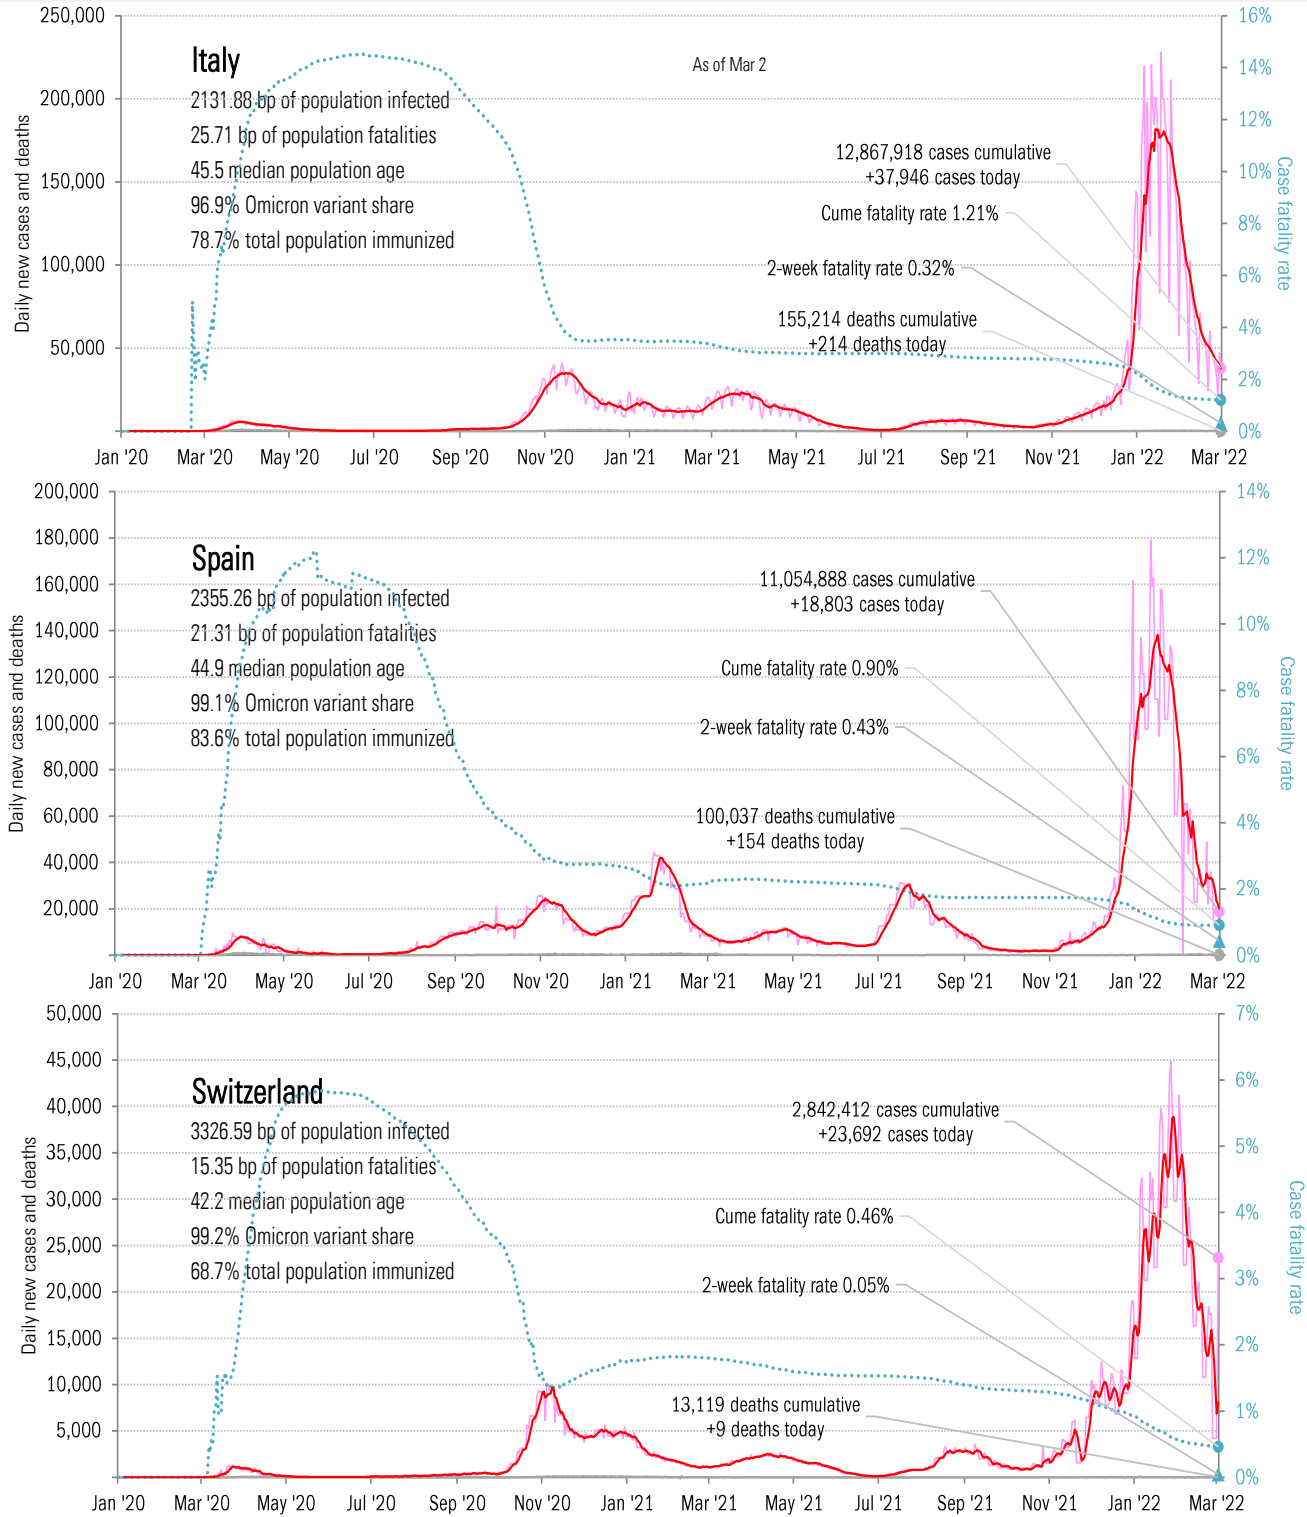 250,000
200,000
150,000
100,000
50,000
Daily new cases and deaths
Italy
2131.88 bp of population infected
25.71 bp of population fatalities
45.5 median population age
96.9% Omicron variant share
78.7% total population immunized
As of Mar 2
12,867,918 cases cumulative
+37,946 cases today
Cume fatality rate 1.21%
2-week fatality rate 0.32%
155,214 deaths cumulative
+214 deaths today
16%
14%
12%
10%
8%
6%
4%
2%
0%
Case fatality rate
Jan '20 Mar '20 May '20 Jul '20 Sep '20 Nov '20 Jan '21 Mar '21 May '21 Jul '21 Sep '21 Nov '21 Jan '22 Mar '22
200,000
180,000
160,000
140,000
120,000
100,000
80,000
60,000
40,000
20,000
Daily new cases and deaths
Spain
2355.26 bp of population infected
21.31 bp of population fatalities
44.9 median population age
99.1% Omicron variant share
83.6% total population immunized
11,054,888 cases cumulative
+18,803 cases today
Cume fatality rate 0.90%
2-week fatality rate 0.43%
100,037 deaths cumulative
+154 deaths today
14%
12%
10%
8%
6%
4%
2%
0%
Case fatality rate
Jan '20 Mar '20 May '20 Jul '20 Sep '20 Nov '20 Jan '21 Mar '21 May '21 Jul '21 Sep '21 Nov '21 Jan '22 Mar '22
50,000
45,000
40,000
35,000
30,000
25,000
20,000
15,000
10,000
5,000
Daily new cases and deaths
Switzerland
3326.59 bp of population infected
15.35 bp of population fatalities
42.2 median population age
99.2% Omicron variant share
68.7% total population immunized
2,842,412 cases cumulative
+23,692 cases today
Cume fatality rate 0.46%
2-week fatality rate 0.05%
13,119 deaths cumulative
+9 deaths today
7%
6%
5%
4%
3%
2%
1%
0%
Case fatality rate
Jan '20 Mar '20 May '20 Jul '20 Sep '20 Nov '20 Jan '21 Mar '21 May '21 Jul '21 Sep '21 Nov '21 Jan '22 Mar '22